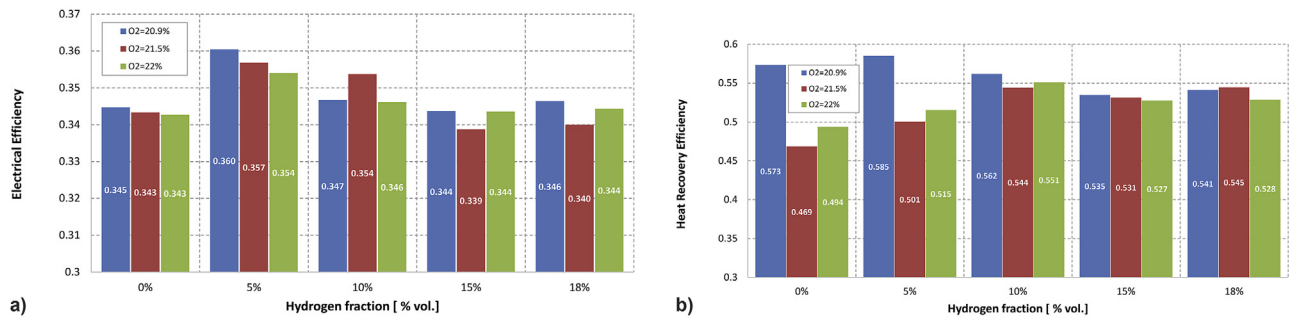 0.37
0.36
0.35
0.34
0.33
0.32
0.31
0.3
Electrical Efficiency
O2=20.9%
O2=21.5%
O2=22%
0.345 0.343 0.343
0.360 0.357 0.354
0.347 0.354 0.346
0.344 0.339 0.344
0.346 0.340 0.344
0% 5% 10% 15% 18%
Hydrogen fraction [ % vol.]
a)
0.6
0.55
0.5
0.45
0.4
0.35
0.3
Heat Recovery Efficiency
O2=20.9%
O2=21.5%
O2=22%
0.573 0.469 0.494
0.585 0.501 0.515
0.562 0.544 0.551
0.535 0.531 0.527
0.541 0.545 0.528
0% 5% 10% 15% 18%
Hydrogen fraction [ % vol.]
b)